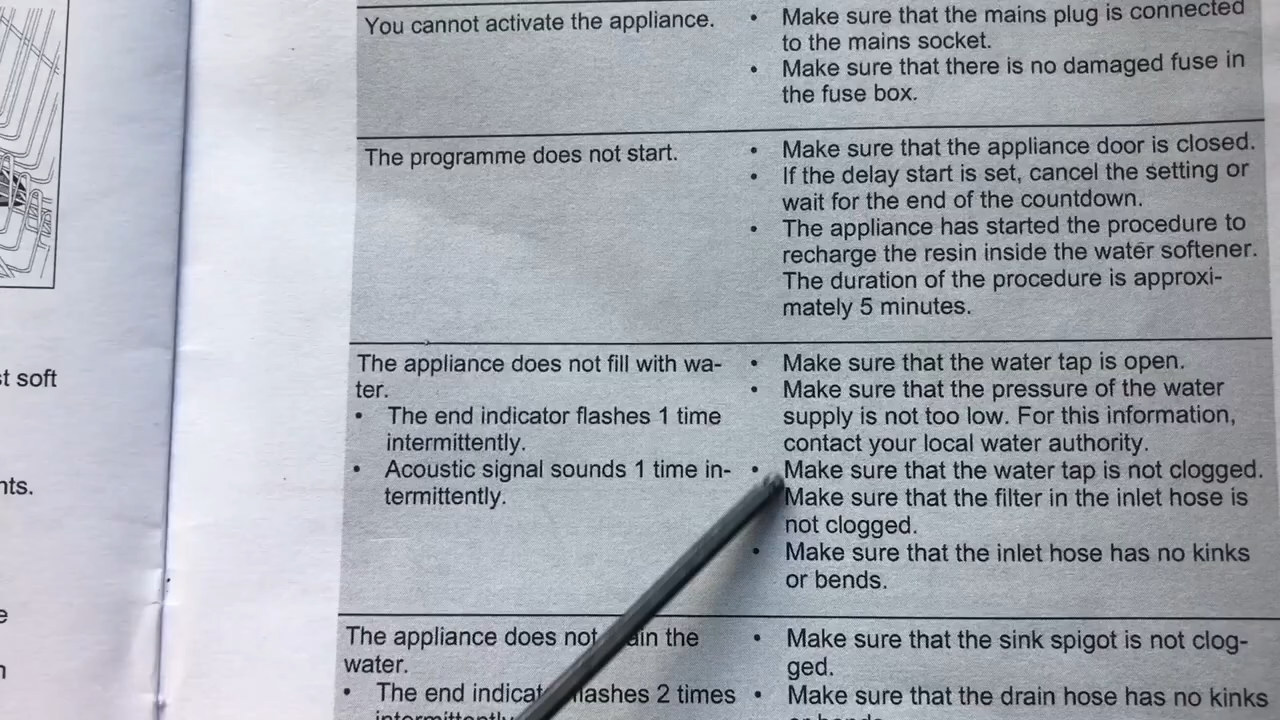 t soft
nts.
You cannot activate the appliance.
• Make sure that the mains plug is connected
to the mains socket.
• Make sure that there is no damaged fuse in
the fuse box.
The programme does not start.
• Make sure that the appliance door is closed.
• If the delay start is set, cancel the setting or
wait for the end of the countdown.
• The appliance has started the procedure to
recharge the resin inside the water softener.
The duration of the procedure is approxi-
mately 5 minutes.
The appliance does not fill with wa-
ter.
• The end indicator flashes 1 time
intermittently.
• Acoustic signal sounds 1 time in-
termittently.
• Make sure that the water tap is open.
• Make sure that the pressure of the water
supply is not too low. For this information,
contact your local water authority.
• Make sure that the water tap is not clogged.
Make sure that the filter in the inlet hose is
not clogged.
• Make sure that the inlet hose has no kinks
or bends.
The appliance does not the
water.
• The end flashes 2 times
intermittently
• Make sure that the sink spigot is not clog-
ged.
• Make sure that the drain hose has no kinks
or bends.